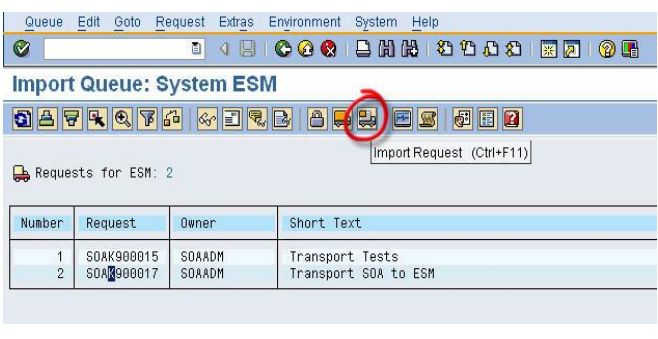 Queue Edit Goto Request Extras Environment System Help
Import Queue: System ESM
Import Request (Ctrl+F11)
Requests for ESM: 2
Number Request Owner Short Text
1 SOAK900015 SOAADM Transport Tests
2 SOAK900017 SOAADM Transport SOA to ESM